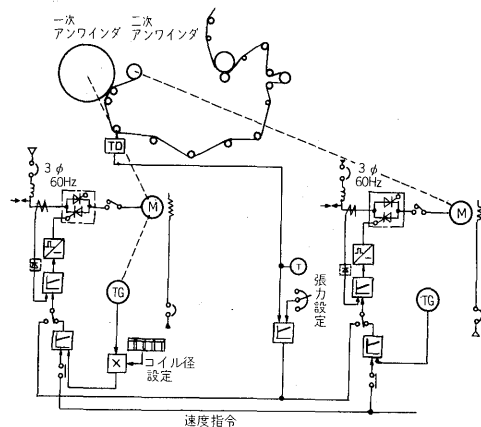 一次
アンワインダ
二次
アンワインダ
TD
3φ
60Hz
3φ
60Hz
M
M
T
張力設定
TG
TG
×
コイル径
設定
速度指令